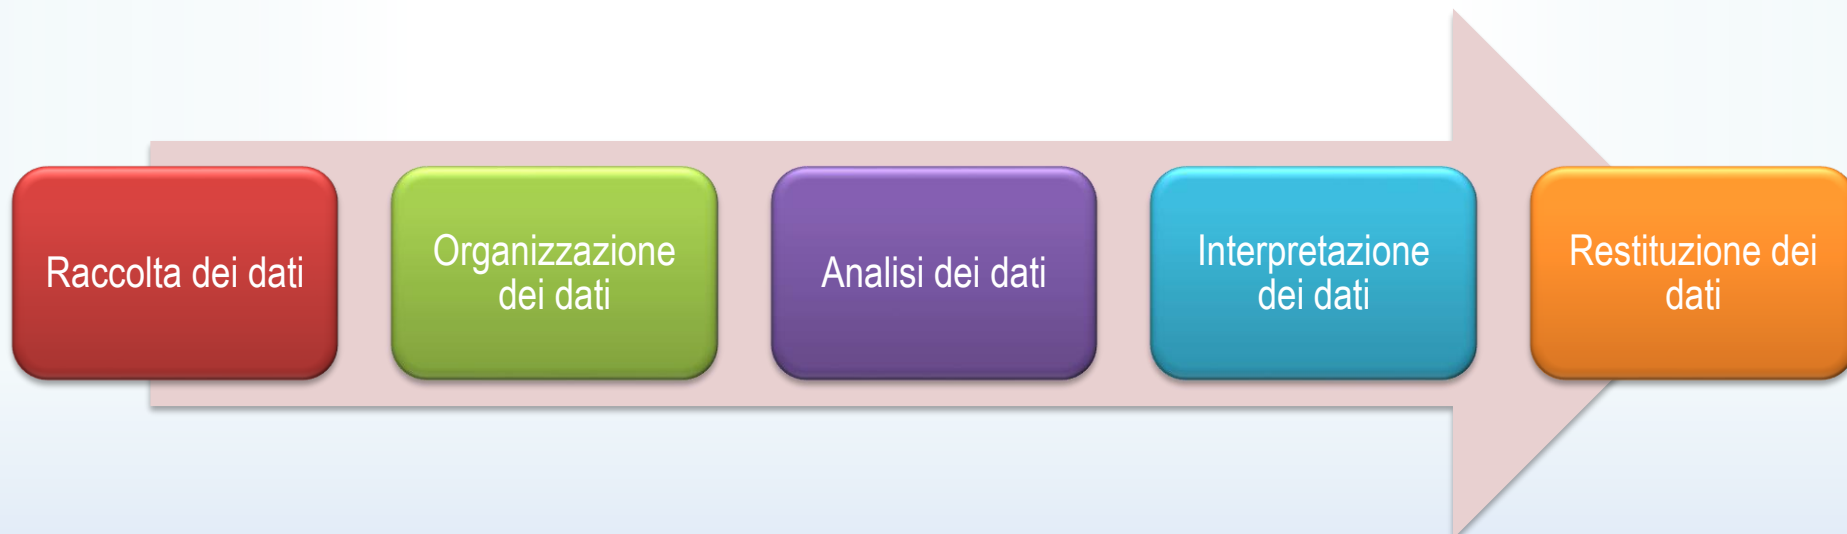 Raccolta dei dati
Organizzazione
dei dati
Analisi dei dati
Interpretazione
dei dati
Restituzione dei
dati